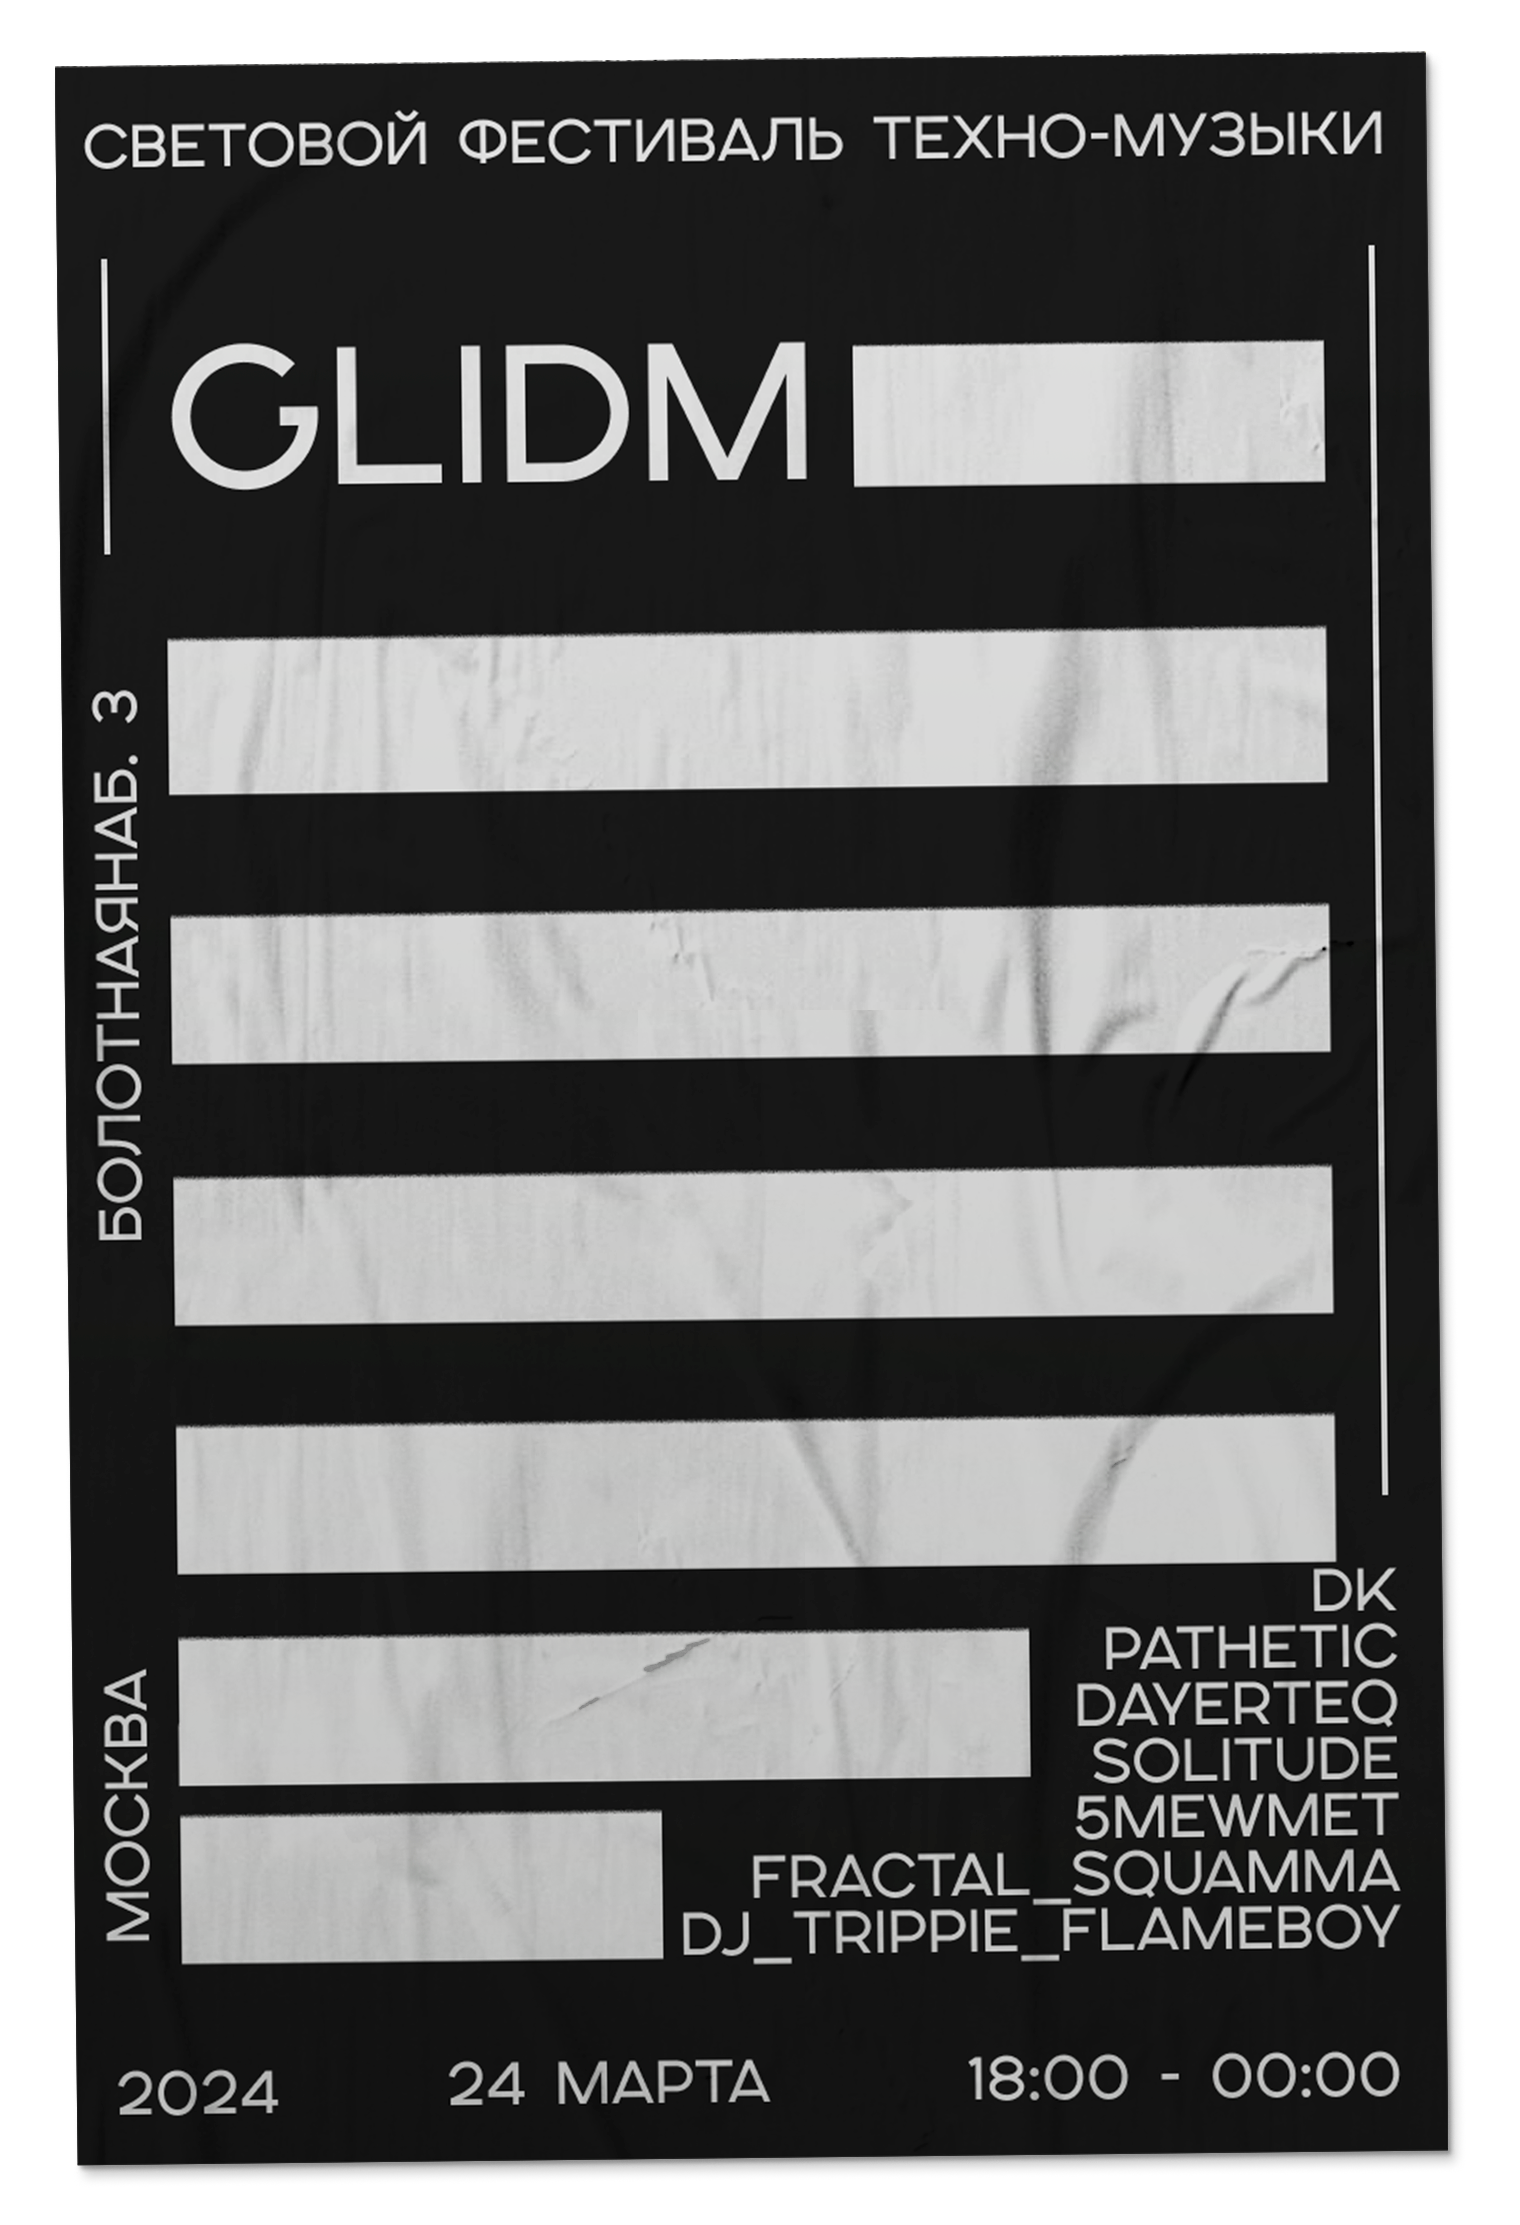 СВЕТОВОЙ ФЕСТИВАЛЬ ТЕХНО-МУЗЫКИ
GLIDM
БОЛОТНАЯНАБ. 3
МОСКВА
DK
PATHETIC
DAYERTEQ
SOLITUDE
5MEWMET
FRACTAL_SQUAMMA
DJ_TRIPPIE_FLAMEBOY
2024 24 МАРТА 18:00 - 00:00